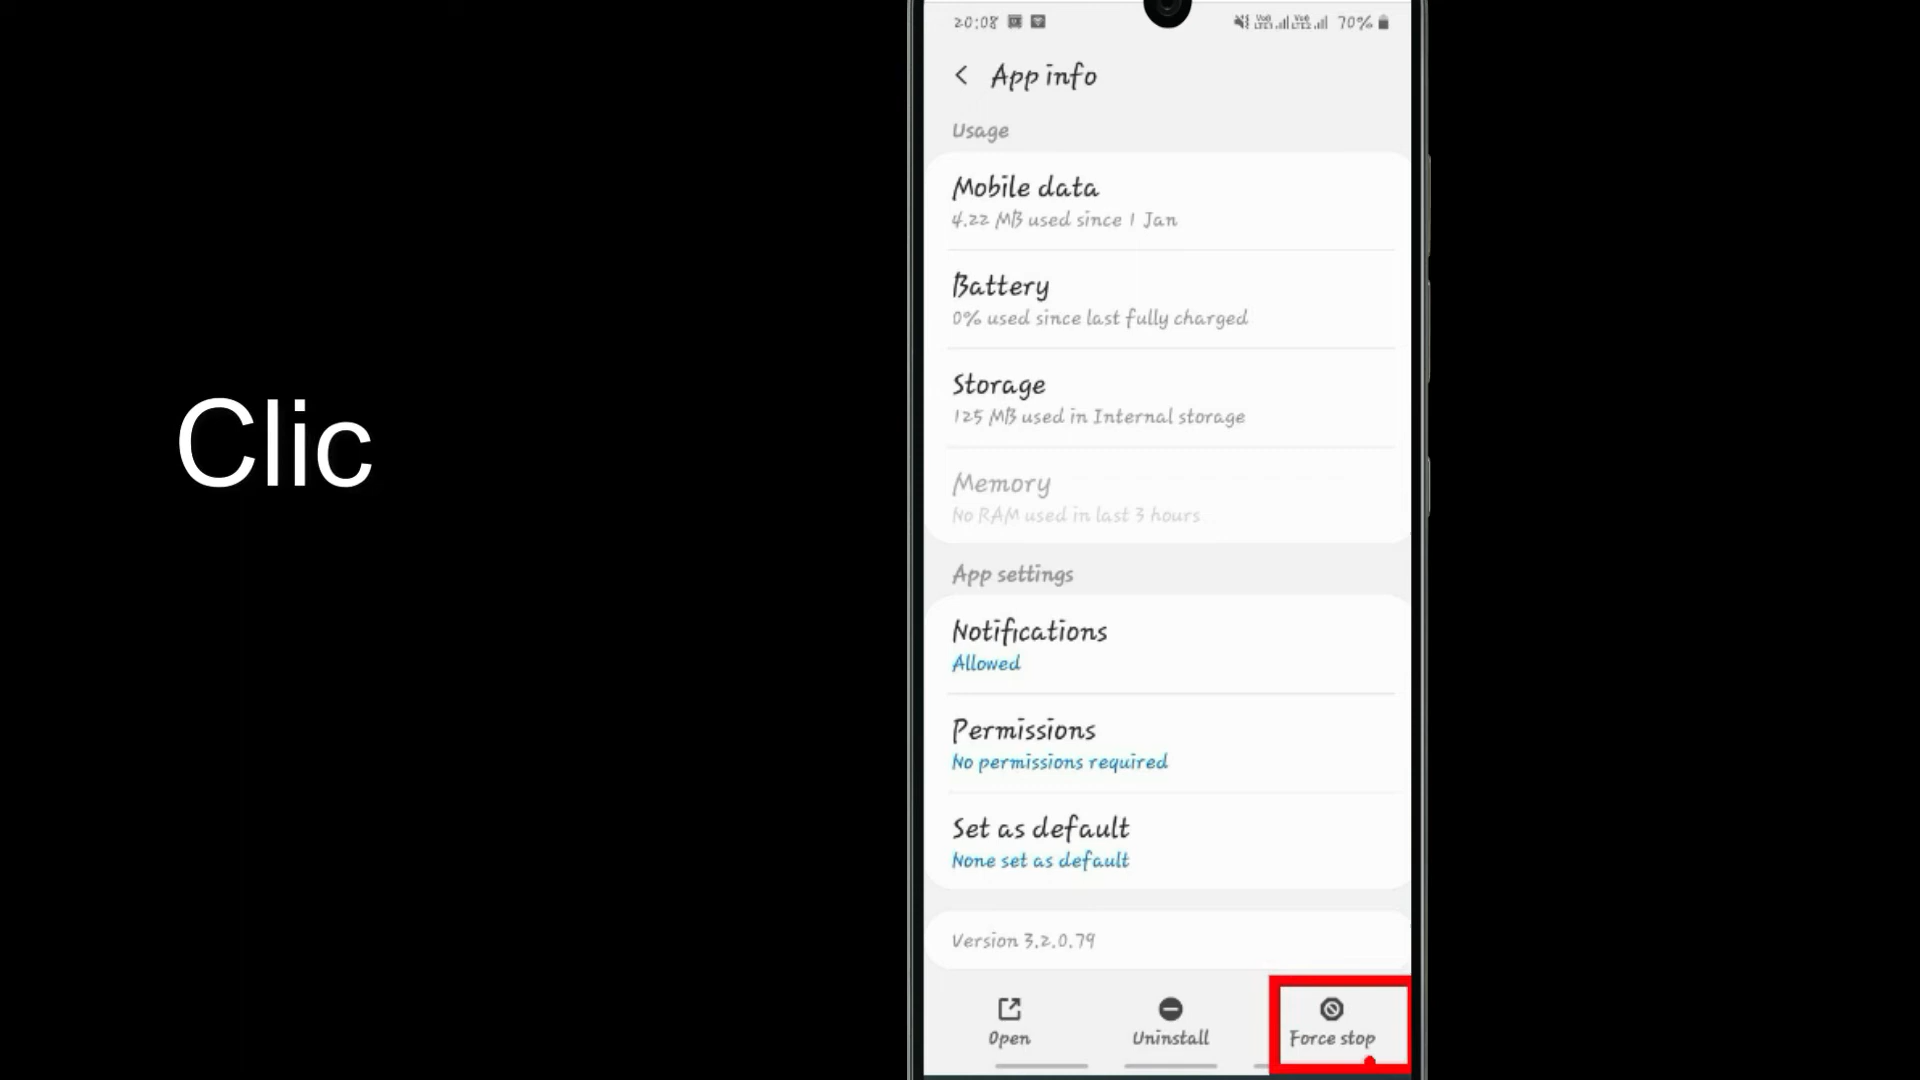 Clic
20:08
70%
App info
Usage
Mobile data
4.22 MB used since 1 Jan
Battery
0% used since last fully charged
Storage
125 MB used in Internal storage
Memory
No RAM used in last 3 hours
App settings
Notifications
Allowed
Permissions
No permissions required
Set as default
None set as default
Version 3.2.0.79
Open
Uninstall
Force stop